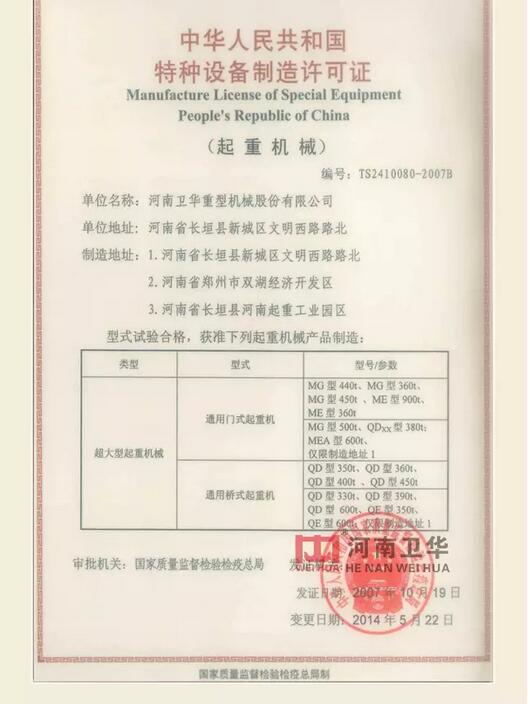 中华人民共和国
特种设备制造许可证
Manufacture License of Special Equipment
People's Republic of China
（起重机械）
编号：TS2410080-2007B
单位名称：河南卫华重型机械股份有限公司
单位地址：河南省长垣县新城区文明西路路北
制造地址：1.河南省长垣县新城区文明西路路北
2.河南省郑州市双湖经济开发区
3.河南省长垣县河南起重工业园区
型式试验合格，获准下列起重机械产品制造：
类型 型式 型号/参数
超大型起重机械
通用门式起重机
MG 型 440t、MG 型 360t、
MG 型 450t 、ME 型 900t、
ME 型 360t
MG 型 500t、QDXX 型 380t；
MEA 型 600t、
仅限制造地址 1
通用桥式起重机
QD 型 350t、QD 型 360t、
QD 型 400t 、QD 型 450t
QD 型 330t、QD 型 390t、
QD 型 600t、QE 型 350t、
QE 型 600t、仅限制造地址 1
河南卫华
HE NAN WEI HUA
审批机关：国家质量监督检验检疫总局
发证日期：2007 年 10 月 19 日
变更日期：2014 年 5 月 22 日
国家质量监督检验检疫总局制